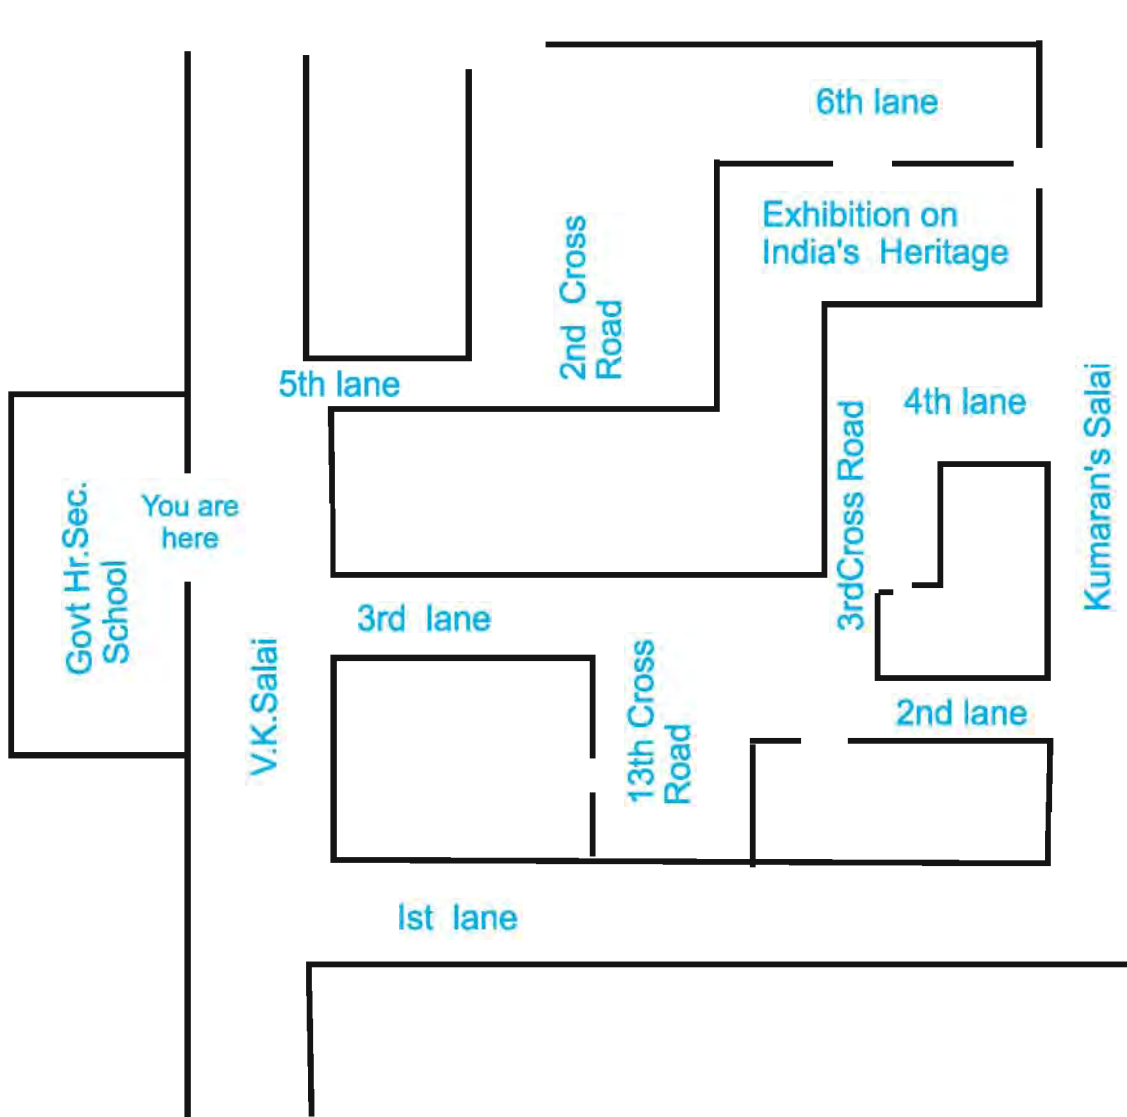 6th lane
Exhibition on
India's Heritage
2nd Cross
Road
5th lane
4th lane
Kumaran's Salai
3rdCross Road
You are
here
Govt Hr.Sec.
School
3rd lane
V.K.Salai
13th Cross
Road
2nd lane
Ist lane